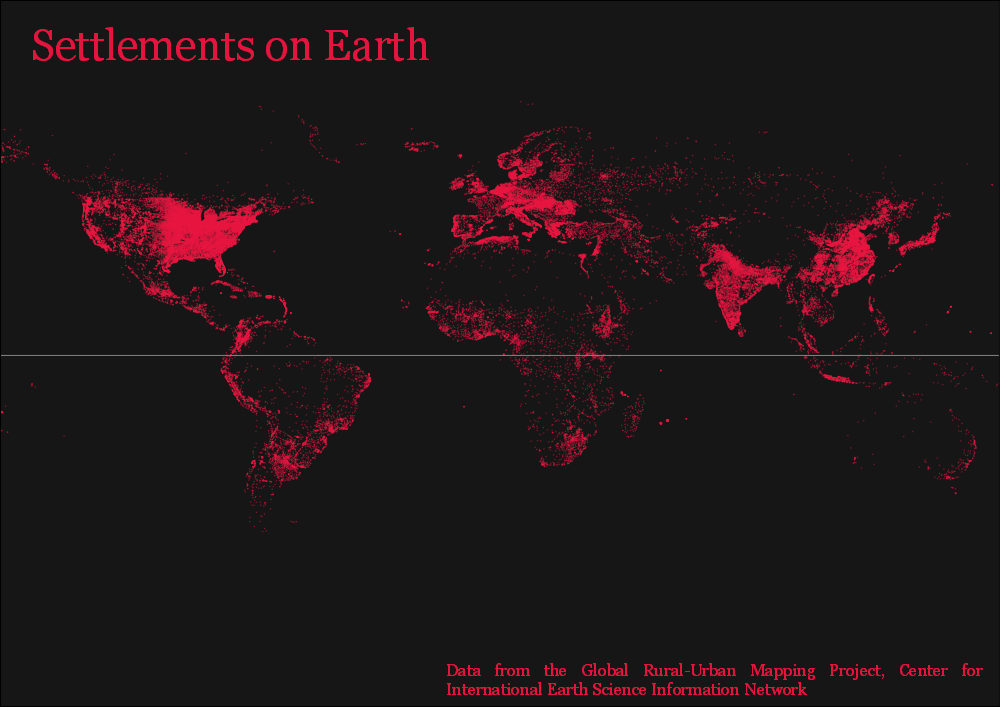 Settlements on Earth
Data from the Global Rural-Urban Mapping Project, Center for
International Earth Science Information Network